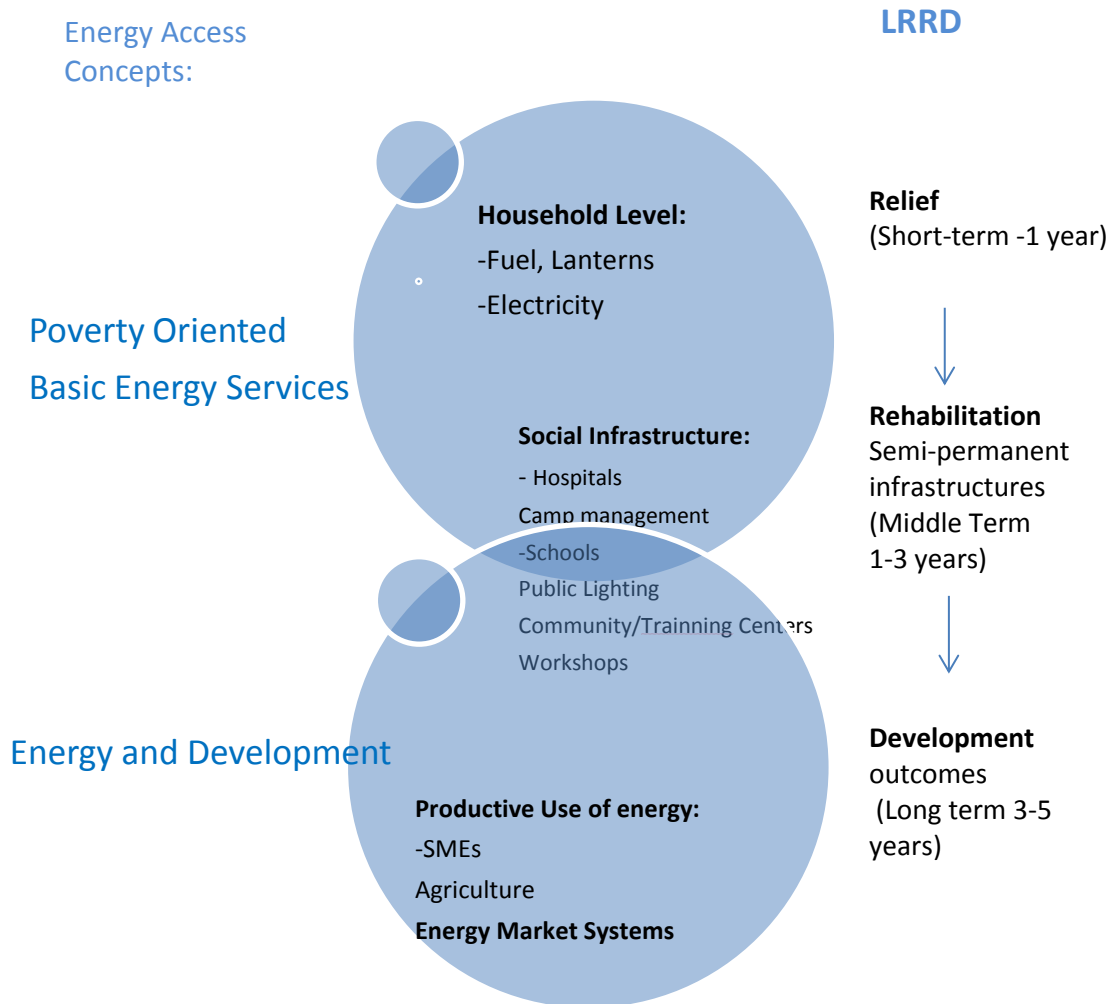 Energy Access
Concepts:
LRRD
Household Level:
-Fuel, Lanterns
-Electricity
Relief
(Short-term -1 year)
Poverty Oriented
Basic Energy Services
Social Infrastructure:
- Hospitals
Camp management
-Schools
Public Lighting
Community/Trainning Centers
Workshops
Rehabilitation
Semi-permanent
infrastructures
(Middle Term
1-3 years)
Energy and Development
Productive Use of energy:
-SMEs
Agriculture
Energy Market Systems
Development
outcomes
(Long term 3-5
years)